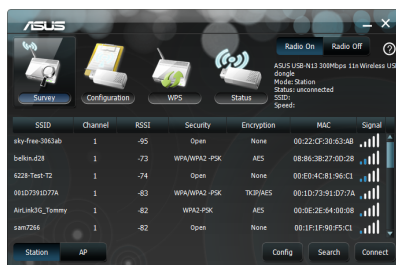 ASUS
Radio On Radio Off
ASUS USB-N13 300Mbps 11n Wireless US
dongle
Mode: Station
Status: unconnected
SSID:
Speed:
Survey Configuration WPS Status
SSID Channel RSSI Security Encryption MAC Signal
sky-free-3063ab 1 -95 Open None 00:22:CF:30:63:AB
belkin.d28 1 -73 WPA/WPA2 -PSK AES 08:86:3B:27:0D:28
6228-Test-T2 1 -74 Open None 00:E0:4C:81:96:C1
001D7391D77A 1 -83 WPA/WPA2 -PSK TKIP/AES 00:1D:73:91:D7:7A
AirLink3G_Tommy 1 -82 WPA2-PSK AES 00:0E:2E:64:00:08
sam7266 1 -82 Open None 00:1F:1F:90:F5:C1
Station AP Config Search Connect